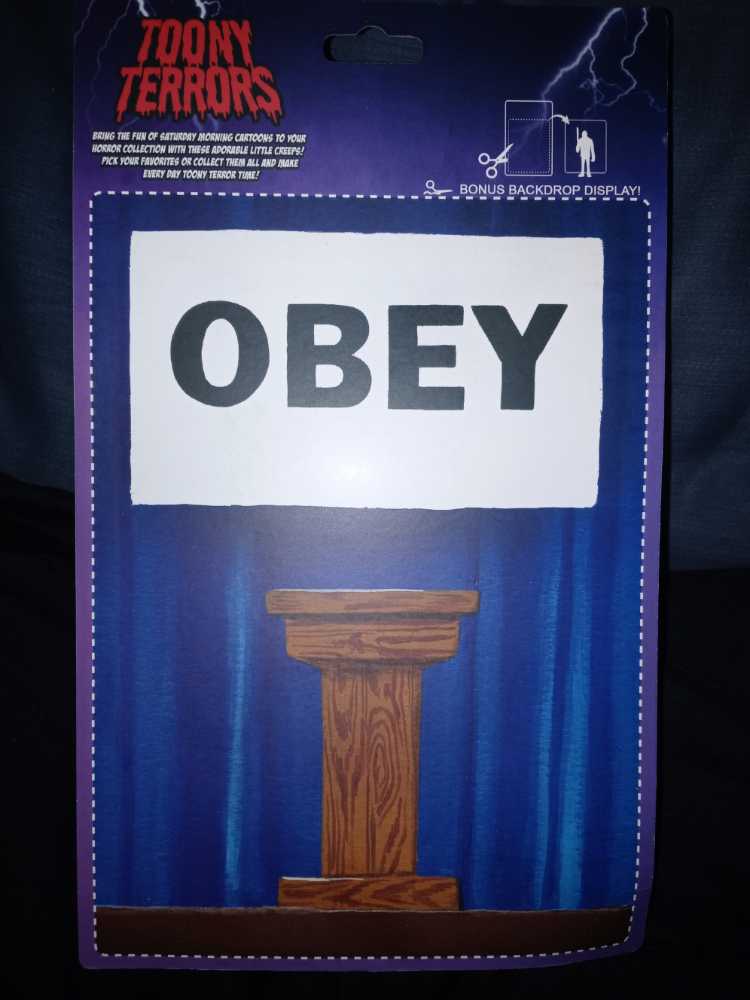 TOONY
TERRORS
BRING THE FUN OF SATURDAY MORNING CARTOONS TO YOUR
HORROR COLLECTION WITH THESE ADORABLE LITTLE CREEPS!
PICK YOUR FAVORITES OR COLLECT THEM ALL AND MAKE
EVERY DAY TOONY TERROR TIME!
BONUS BACKDROP DISPLAY!
OBEY